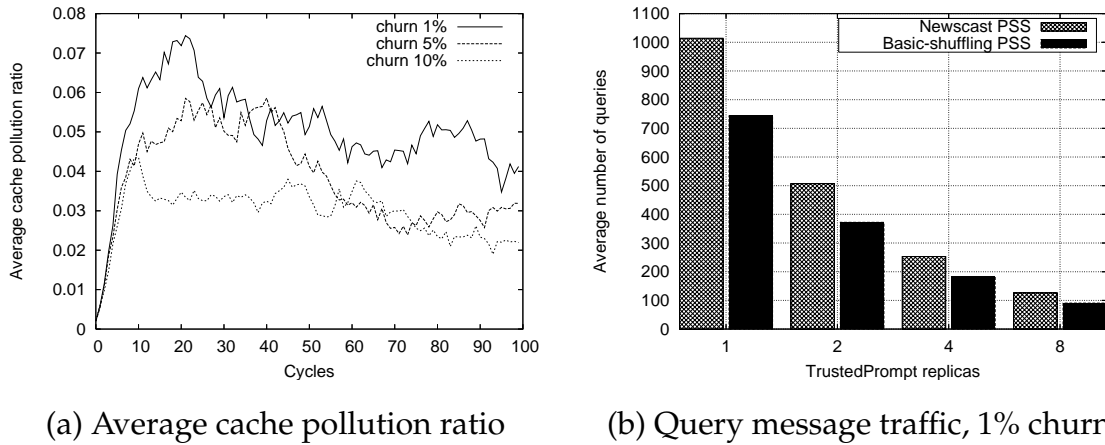 0.08
0.07
0.06
0.05
0.04
0.03
0.02
0.01
0
Average cache pollution ratio
churn 1%
churn 5%
churn 10%
0 10 20 30 40 50 60 70 80 90 100
Cycles
(a) Average cache pollution ratio
1100
1000
900
800
700
600
500
400
300
200
100
0
Average number of queries
Newscast PSS
Basic-shuffling PSS
1 2 4 8
TrustedPrompt replicas
(b) Query message traffic, 1% churn